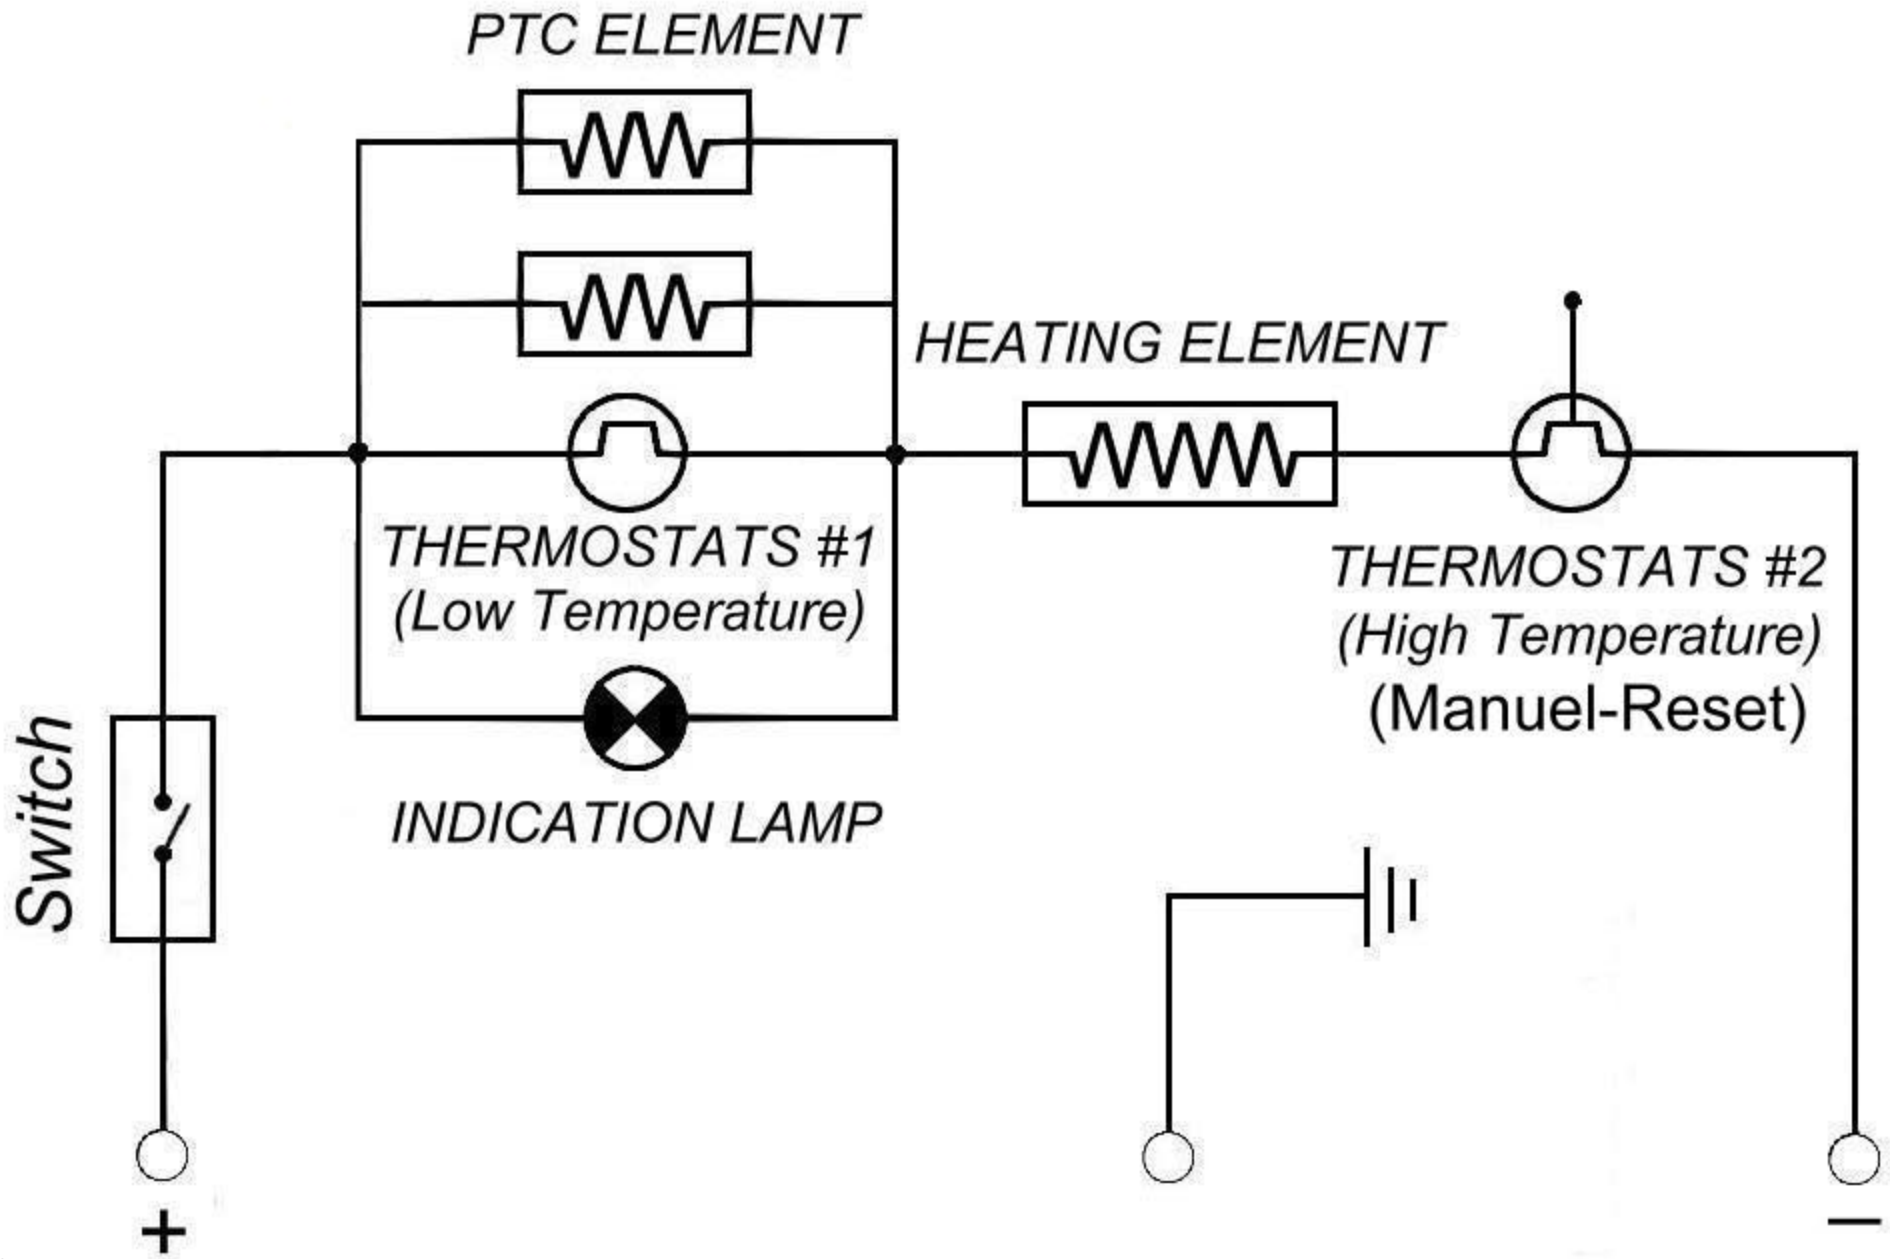 PTC ELEMENT
HEATING ELEMENT
THERMOSTATS #1
(Low Temperature)
THERMOSTATS #2
(High Temperature)
(Manuel-Reset)
Switch
INDICATION LAMP
+
−